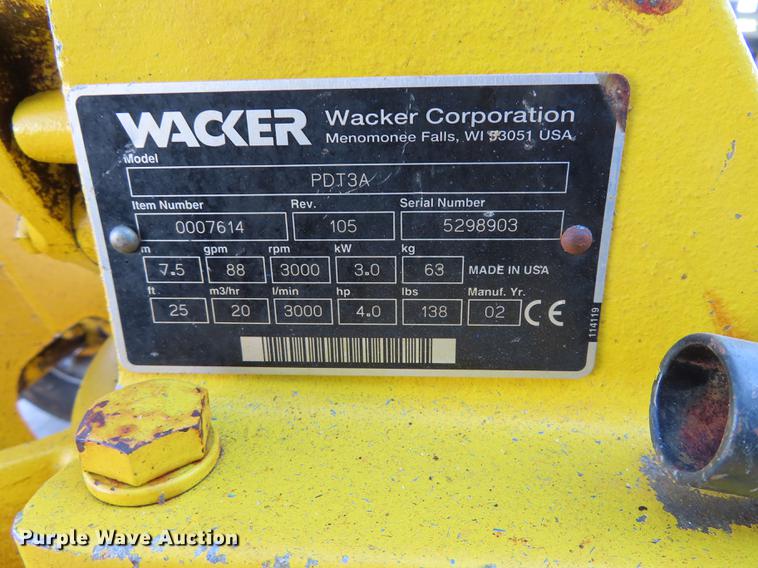 WACKER Wacker Corporation
Menomonee Falls, WI 53051 USA
Model
PDT3A
Item Number Rev. Serial Number
0007614 105 5298903
m gpm rpm kW kg
7.5 88 3000 3.0 63 MADE IN USA
ft m3/hr l/min hp lbs Manuf. Yr.
25 20 3000 4.0 138 02 CE
114119
Purple Wave Auction